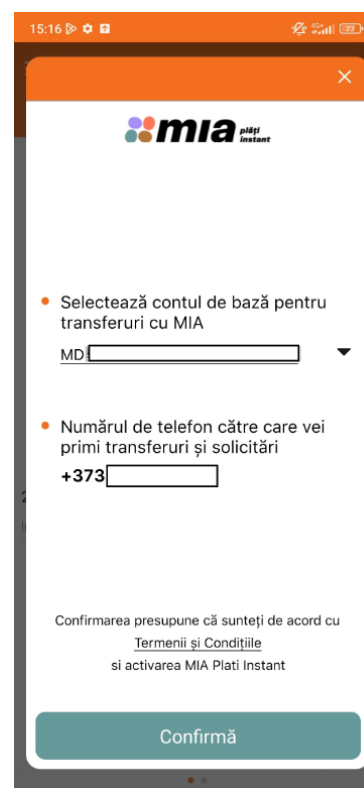 15:16
mia plăți
instant
Selectează contul de bază pentru
transferuri cu MIA
MD
Numărul de telefon către care vei
primi transferuri și solicitări
+373
Confirmarea presupune că sunteți de acord cu
Termenii și Condițiile
si activarea MIA Plati Instant
Confirmă